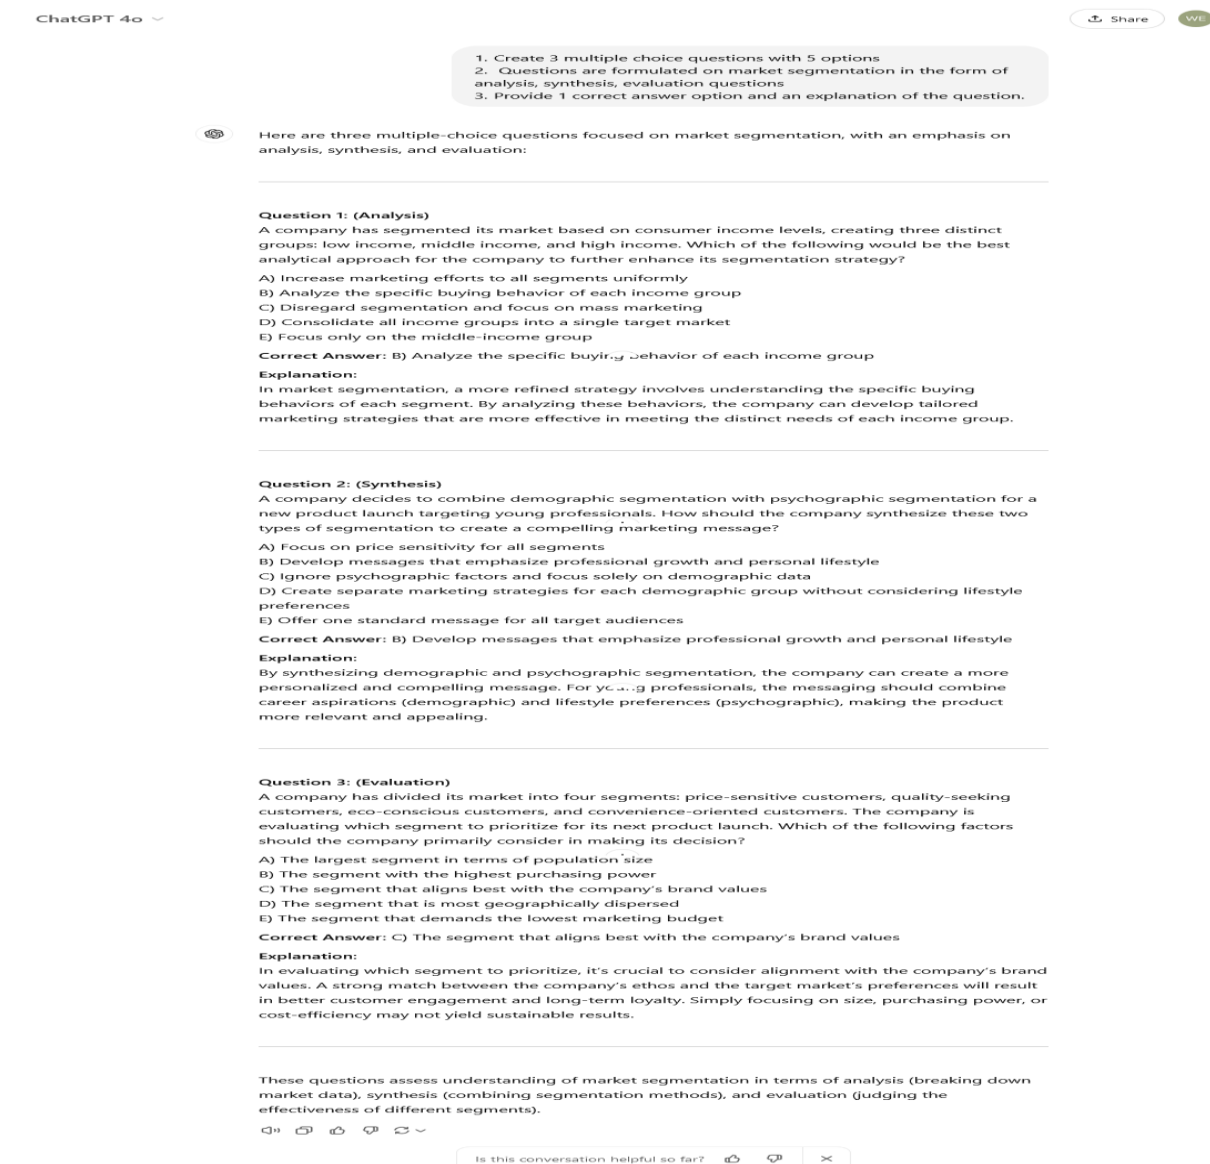 ChatGPT 4o
Share
WE
1. Create 3 multiple choice questions with 5 options
2. Questions are formulated on market segmentation in the form of
analysis, synthesis, evaluation questions
3. Provide 1 correct answer option and an explanation of the question.
Here are three multiple-choice questions focused on market segmentation, with an emphasis on
analysis, synthesis, and evaluation:
Question 1: (Analysis)
A company has segmented its market based on consumer income levels, creating three distinct
groups: low income, middle income, and high income. Which of the following would be the best
analytical approach for the company to further enhance its segmentation strategy?
A) Increase marketing efforts to all segments uniformly
B) Analyze the specific buying behavior of each income group
C) Disregard segmentation and focus on mass marketing
D) Consolidate all income groups into a single target market
E) Focus only on the middle-income group
Correct Answer: B) Analyze the specific buying behavior of each income group
Explanation:
In market segmentation, a more refined strategy involves understanding the specific buying
behaviors of each segment. By analyzing these behaviors, the company can develop tailored
marketing strategies that are more effective in meeting the distinct needs of each income group.
Question 2: (Synthesis)
A company decides to combine demographic segmentation with psychographic segmentation for a
new product launch targeting young professionals. How should the company synthesize these two
types of segmentation to create a compelling marketing message?
A) Focus on price sensitivity for all segments
B) Develop messages that emphasize professional growth and personal lifestyle
C) Ignore psychographic factors and focus solely on demographic data
D) Create separate marketing strategies for each demographic group without considering lifestyle
preferences
E) Offer one standard message for all target audiences
Correct Answer: B) Develop messages that emphasize professional growth and personal lifestyle
Explanation:
By synthesizing demographic and psychographic segmentation, the company can create a more
personalized and compelling message. For young professionals, the messaging should combine
career aspirations (demographic) and lifestyle preferences (psychographic), making the product
more relevant and appealing.
Question 3: (Evaluation)
A company has divided its market into four segments: price-sensitive customers, quality-seeking
customers, eco-conscious customers, and convenience-oriented customers. The company is
evaluating which segment to prioritize for its next product launch. Which of the following factors
should the company primarily consider in making its decision?
A) The largest segment in terms of population size
B) The segment with the highest purchasing power
C) The segment that aligns best with the company's brand values
D) The segment that is most geographically dispersed
E) The segment that demands the lowest marketing budget
Correct Answer: C) The segment that aligns best with the company's brand values
Explanation:
In evaluating which segment to prioritize, it's crucial to consider alignment with the company's brand
values. A strong match between the company's ethos and the target market's preferences will result
in better customer engagement and long-term loyalty. Simply focusing on size, purchasing power, or
cost-efficiency may not yield sustainable results.
These questions assess understanding of market segmentation in terms of analysis (breaking down
market data), synthesis (combining segmentation methods), and evaluation (judging the
effectiveness of different segments).
Is this conversation helpful so far?